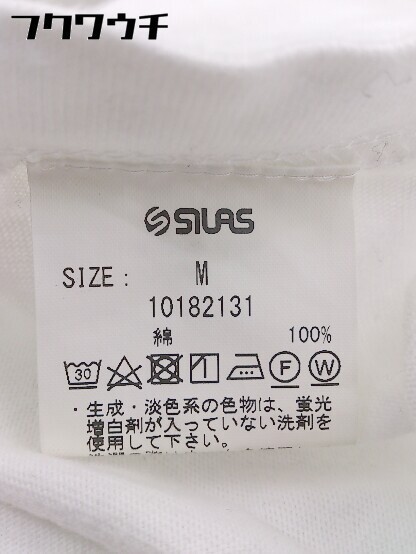 フクワウチ
SILAS
SIZE: M
10182131
綿 100%
30 F W
・生成・淡色系の色物は、蛍光
増白剤が入っていない洗剤を
使用して下さい。